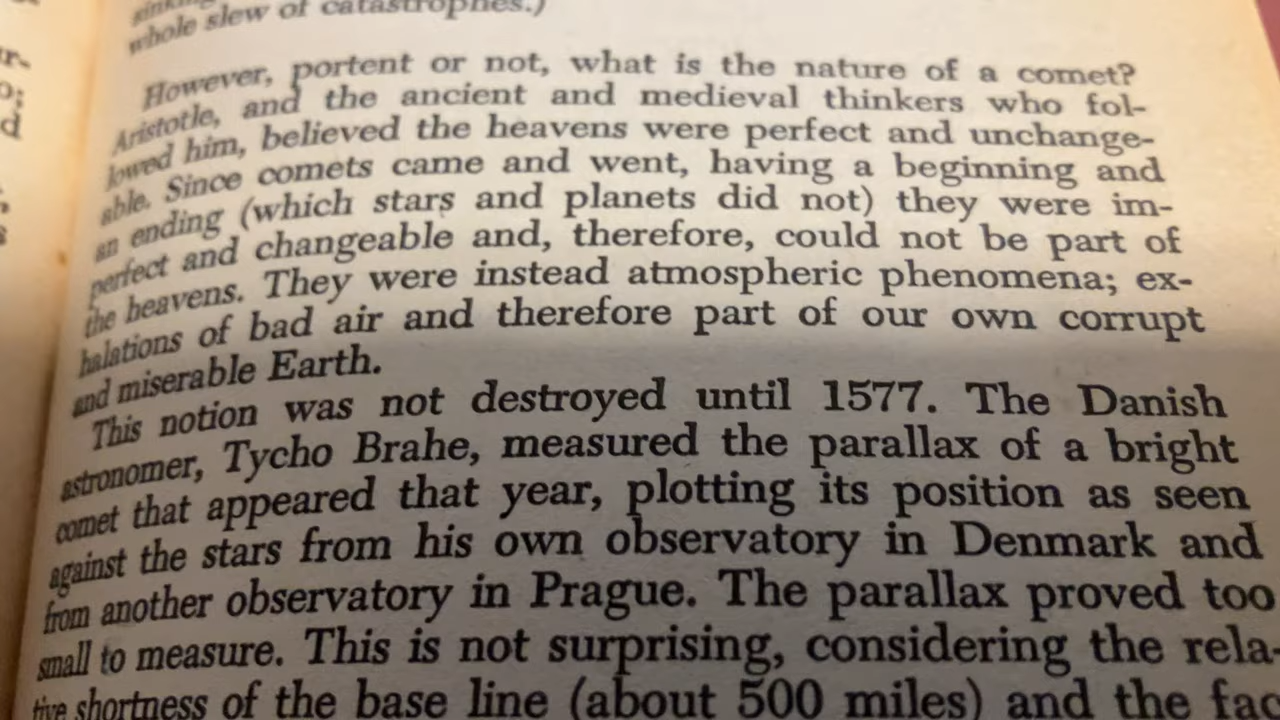 whole slew of catastrophes.)
However, portent or not, what is the nature of a comet?
Aristotle, and the ancient and medieval thinkers who fol-
lowed him, believed the heavens were perfect and unchange-
able. Since comets came and went, having a beginning and
an ending (which stars and planets did not) they were im-
perfect and changeable and, therefore, could not be part of
the heavens. They were instead atmospheric phenomena; ex-
halations of bad air and therefore part of our own corrupt
and miserable Earth.
This notion was not destroyed until 1577. The Danish
astronomer, Tycho Brahe, measured the parallax of a bright
comet that appeared that year, plotting its position as seen
against the stars from his own observatory in Denmark and
from another observatory in Prague. The parallax proved too
small to measure. This is not surprising, considering the rela-
tive shortness of the base line (about 500 miles) and the fac